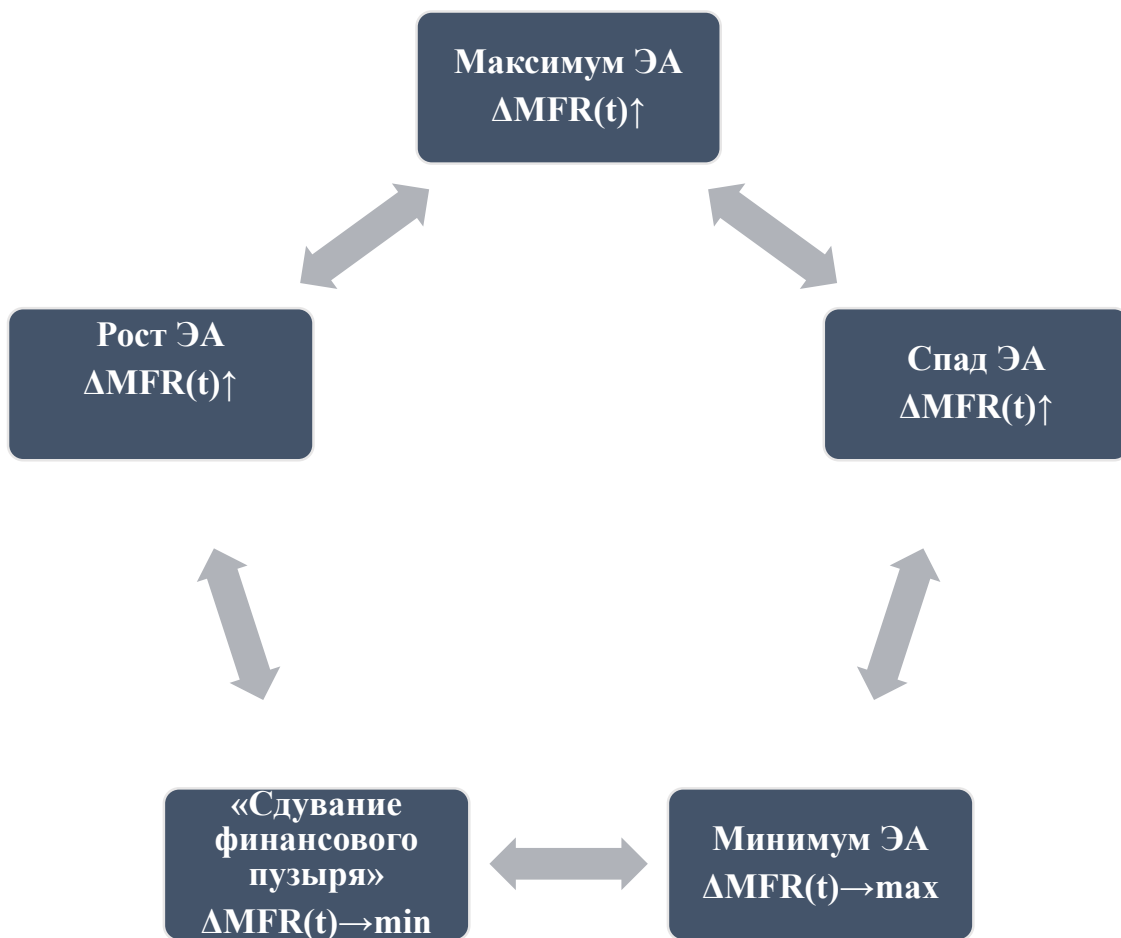 Максимум ЭА
ΔMFR(t)↑
Рост ЭА
ΔMFR(t)↑
Спад ЭА
ΔMFR(t)↑
«Сдувание
финансового
пузыря»
ΔMFR(t)→min
Минимум ЭА
ΔMFR(t)→max